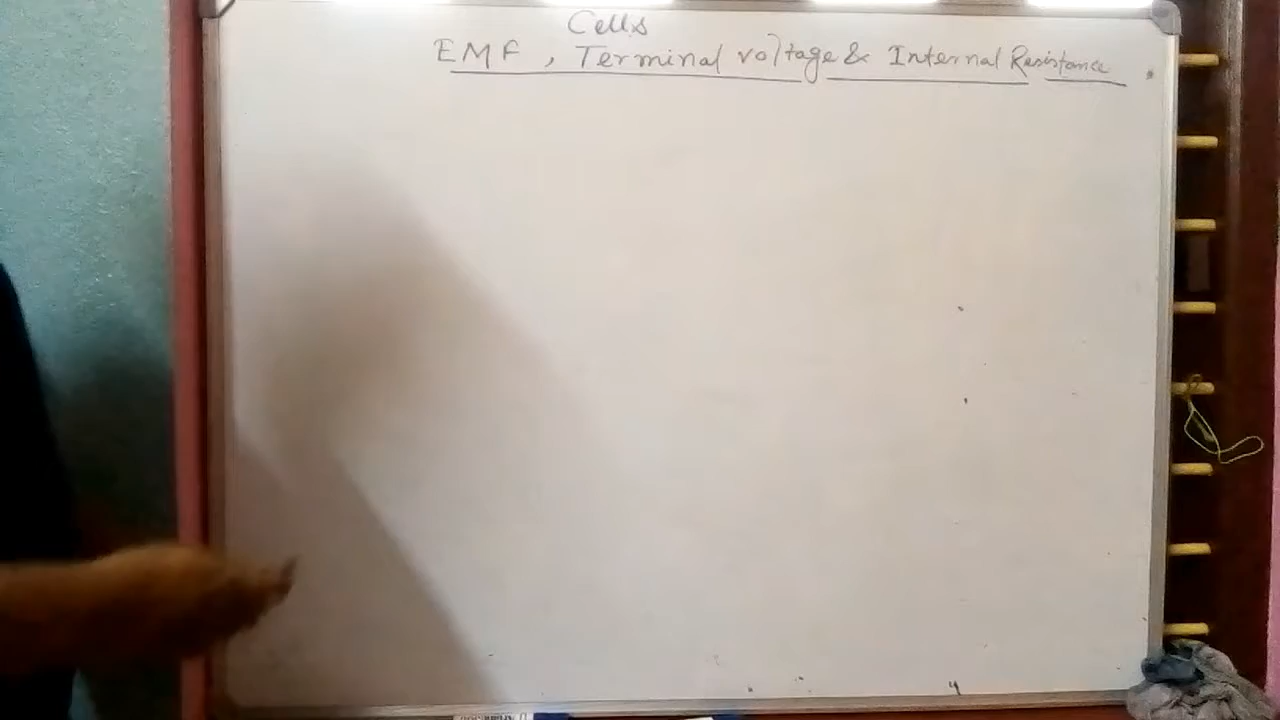 Cells
EMF , Terminal voltage & Internal Resistance